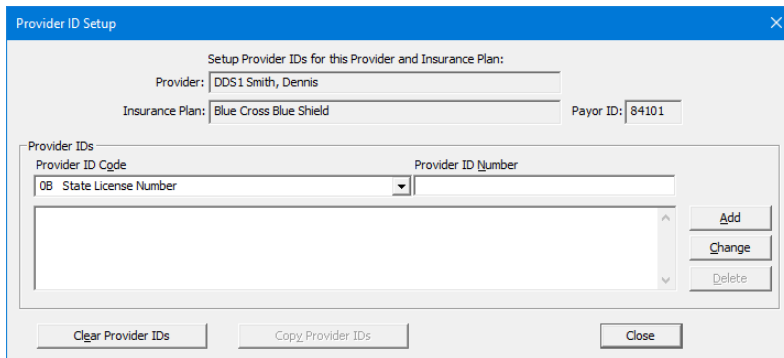 Provider ID Setup
Setup Provider IDs for this Provider and Insurance Plan:
Provider: DDS1 Smith, Dennis
Insurance Plan: Blue Cross Blue Shield Payor ID: 84101
Provider IDs
Provider ID Code Provider ID Number
0B State License Number
Add
Change
Delete
Clear Provider IDs Copy Provider IDs Close